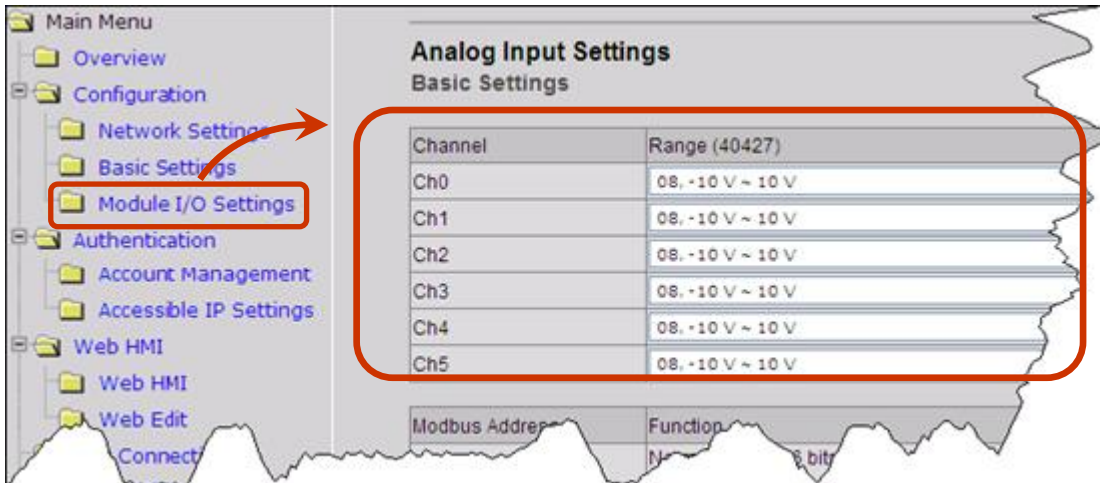 Main Menu
Overview
Configuration
Network Settings
Basic Settings
Module I/O Settings
Authentication
Account Management
Accessible IP Settings
Web HMI
Web HMI
Web Edit
Analog Input Settings
Basic Settings
Channel Range (40427)
Ch0 08, -10 V ~ 10 V
Ch1 08, -10 V ~ 10 V
Ch2 08, -10 V ~ 10 V
Ch3 08, -10 V ~ 10 V
Ch4 08, -10 V ~ 10 V
Ch5 08, -10 V ~ 10 V
Modbus Address Function